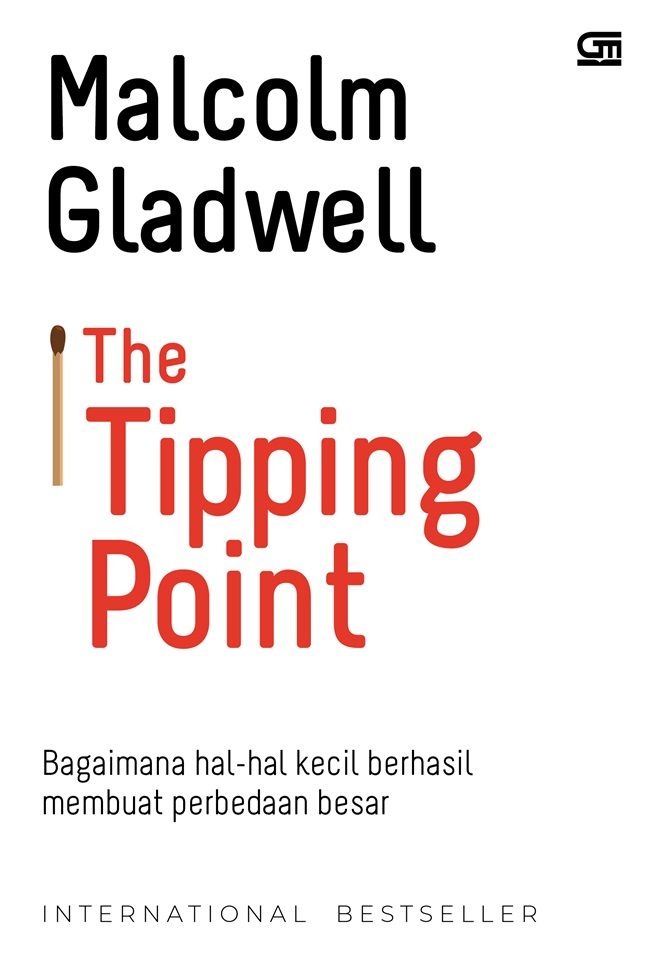 Malcolm
Gladwell
The
Tipping
Point
Bagaimana hal-hal kecil berhasil
membuat perbedaan besar
INTERNATIONAL BESTSELLER